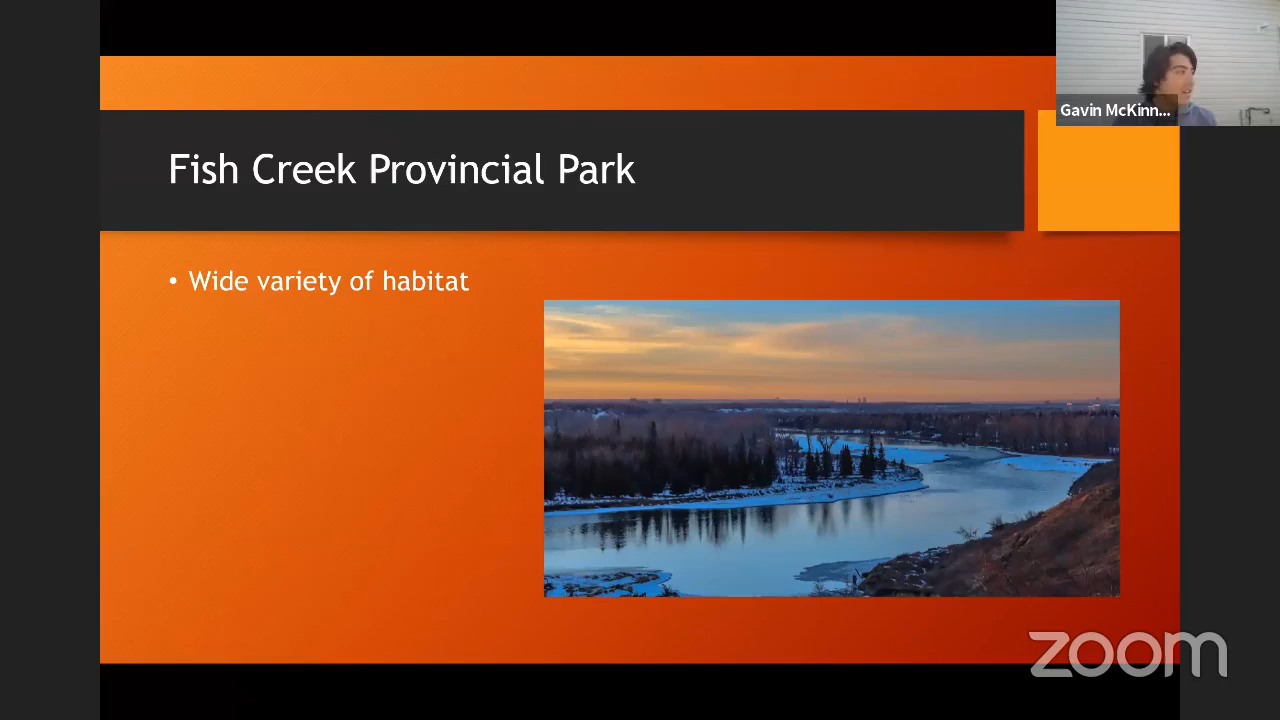 Gavin McKinn...
Fish Creek Provincial Park
• Wide variety of habitat
zoom